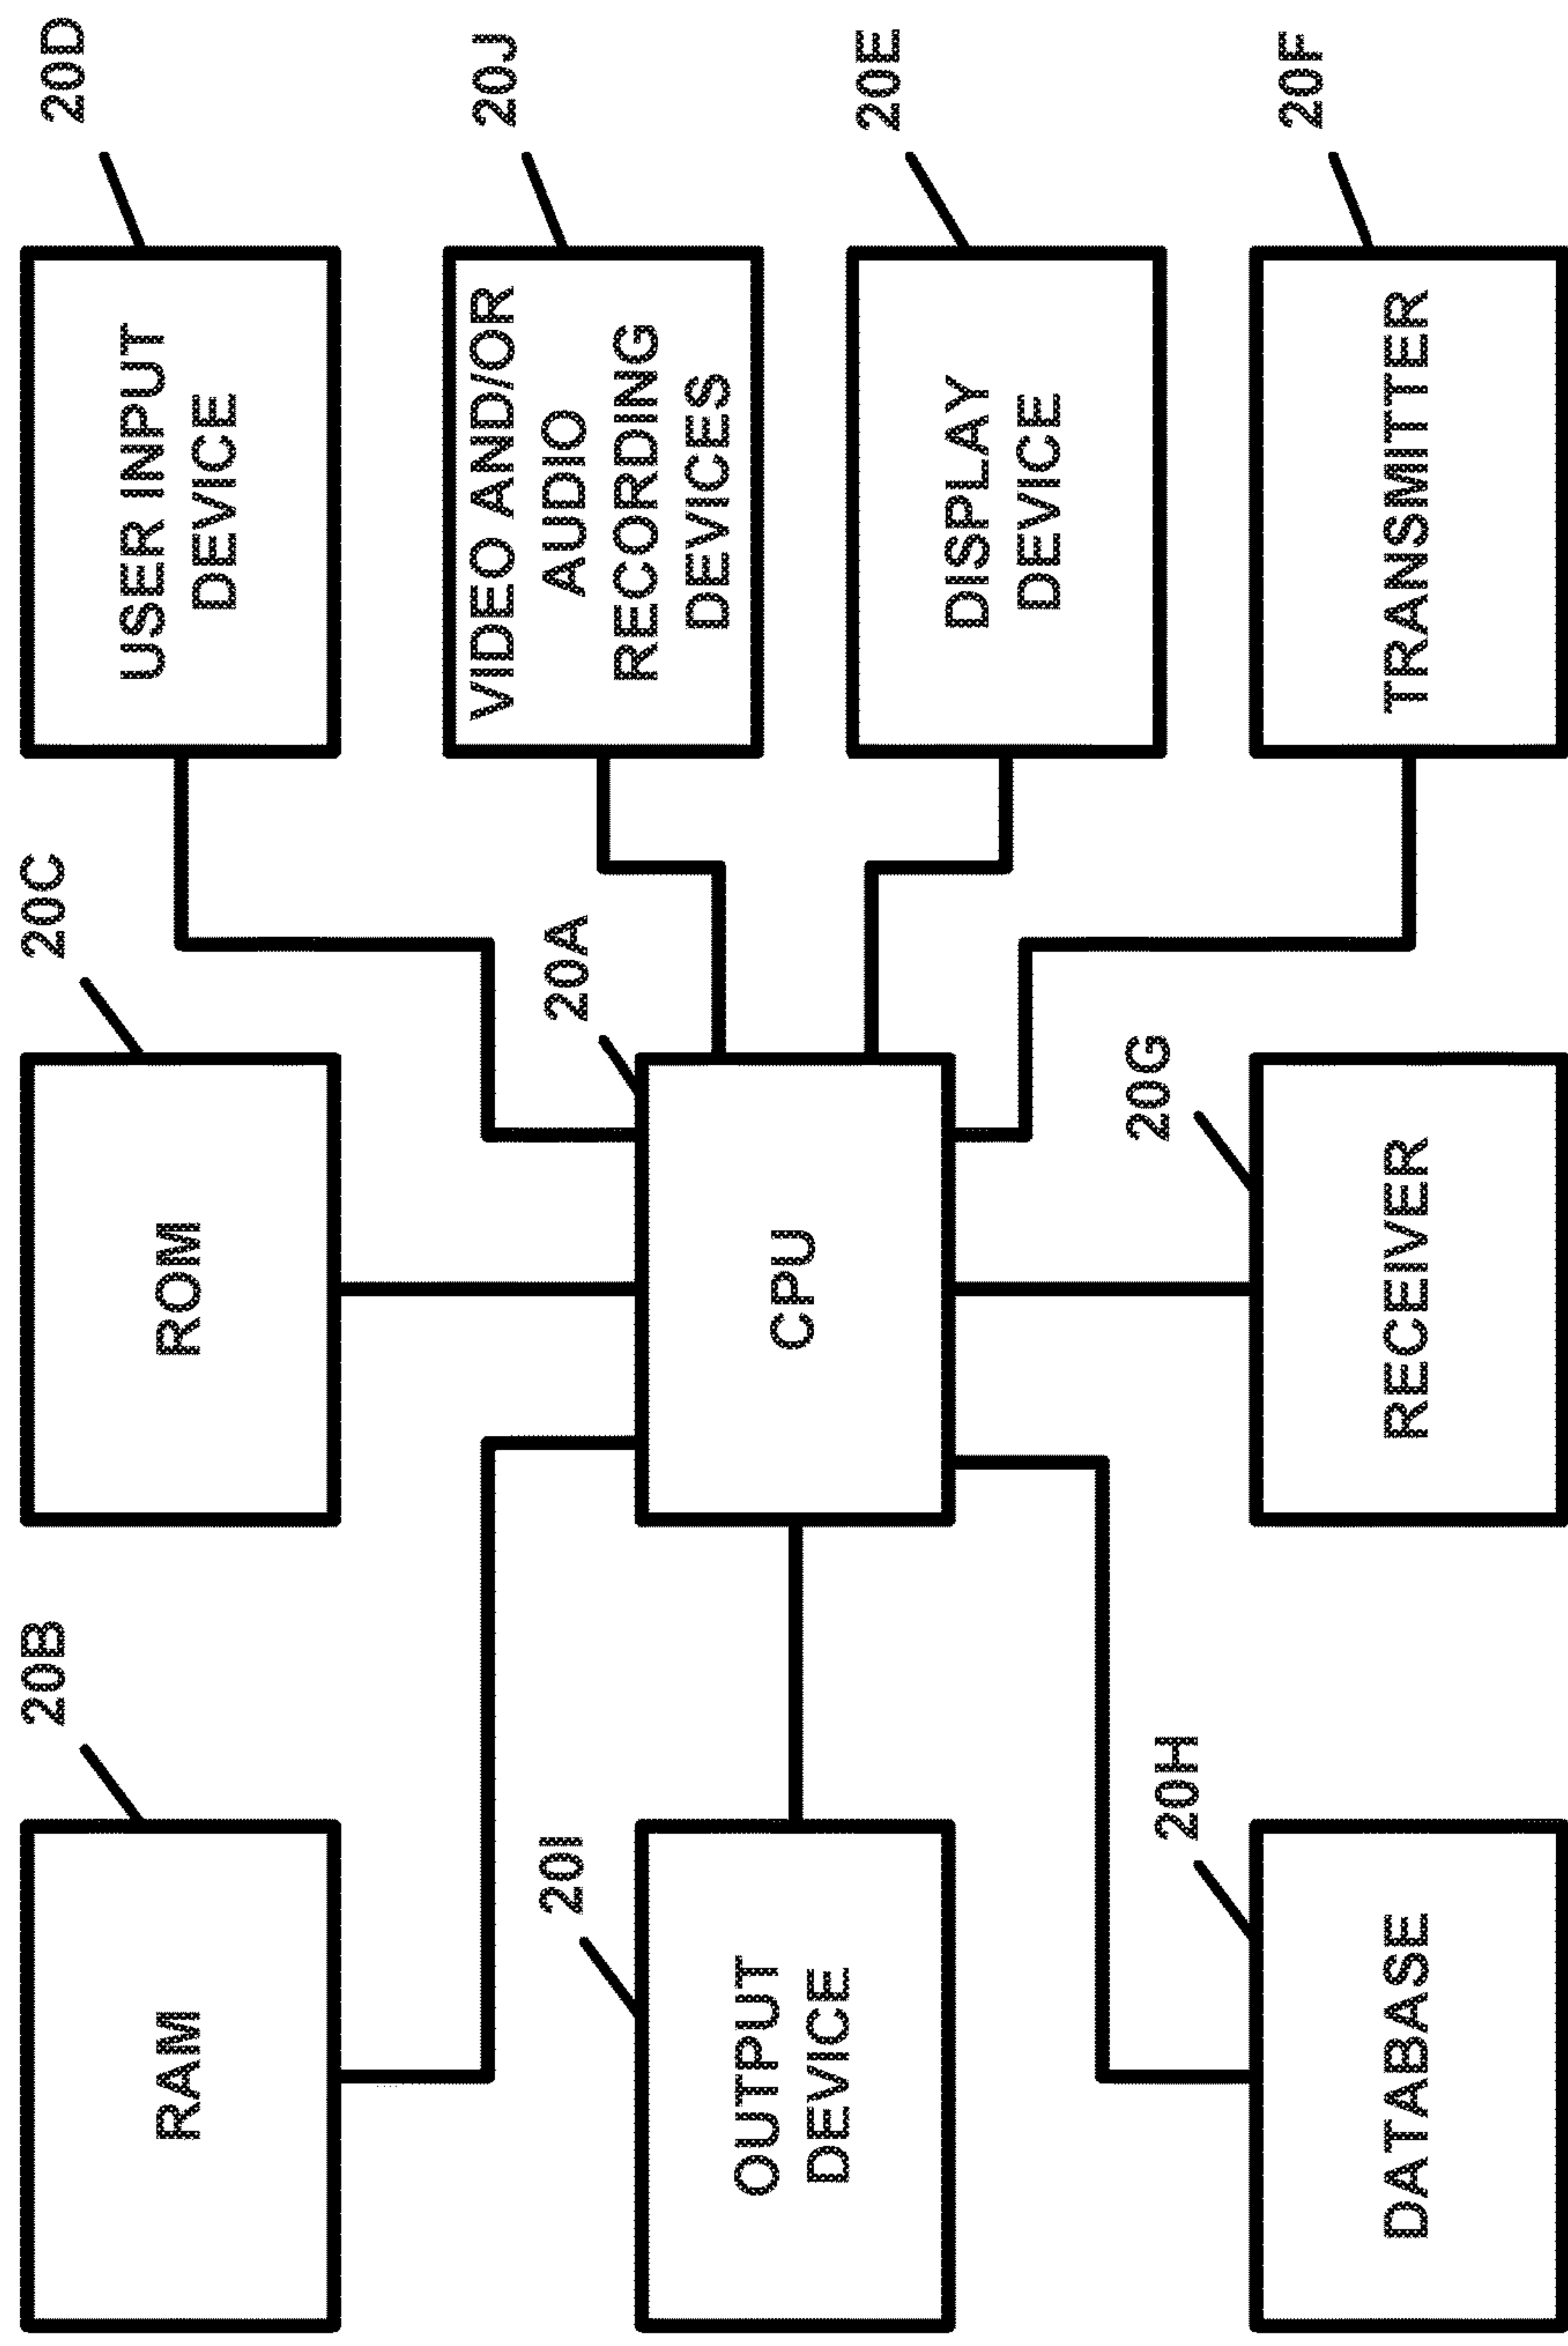 20B
RAM
20C
ROM
20D
USER INPUT
DEVICE
20I
OUTPUT
DEVICE
20A
CPU
20J
VIDEO AND/OR
AUDIO
RECORDING
DEVICES
20E
DISPLAY
DEVICE
20H
DATABASE
20G
RECEIVER
20F
TRANSMITTER